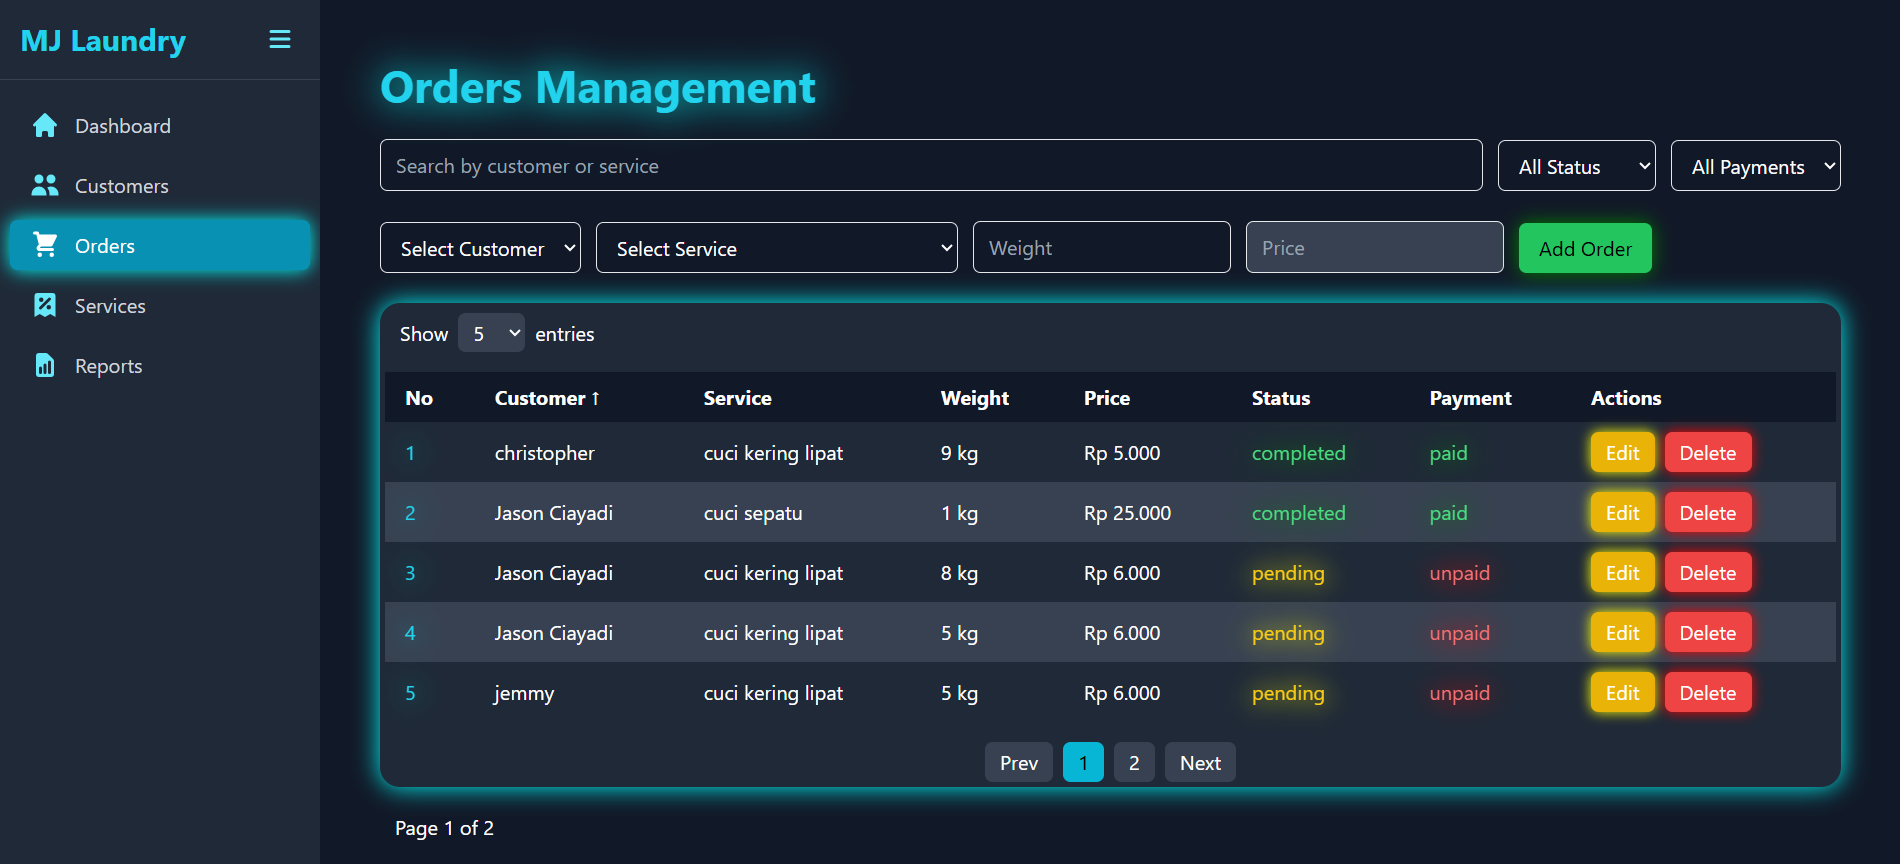 MJ Laundry
Dashboard
Customers
Orders
Services
Reports
Orders Management
Search by customer or service All Status All Payments
Select Customer Select Service Weight Price Add Order
Show 5 entries
No Customer ↑ Service Weight Price Status Payment Actions
1 christopher cuci kering lipat 9 kg Rp 5.000 completed paid Edit Delete
2 Jason Ciayadi cuci sepatu 1 kg Rp 25.000 completed paid Edit Delete
3 Jason Ciayadi cuci kering lipat 8 kg Rp 6.000 pending unpaid Edit Delete
4 Jason Ciayadi cuci kering lipat 5 kg Rp 6.000 pending unpaid Edit Delete
5 jemmy cuci kering lipat 5 kg Rp 6.000 pending unpaid Edit Delete
Prev 1 2 Next
Page 1 of 2